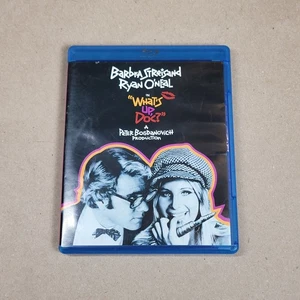 Barbra Streisand
Ryan O'Neal
in
"What's
Up,
Doc?"
A
Peter Bogdanovich
Production